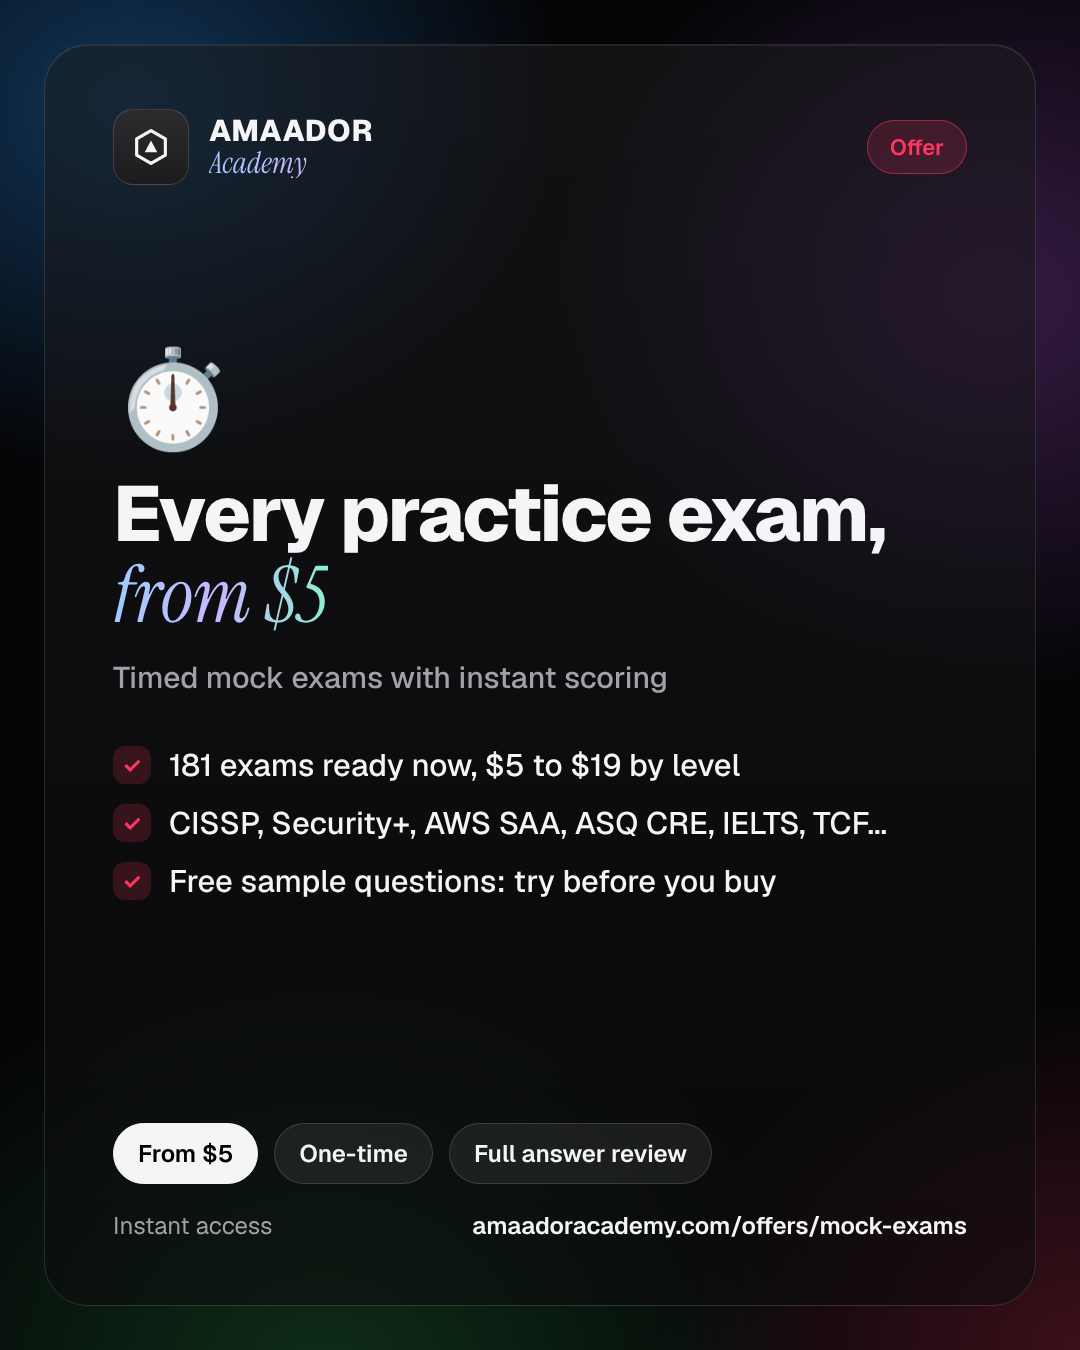 AMAADOR
Academy
Offer
Every practice exam,
from $5
Timed mock exams with instant scoring
181 exams ready now, $5 to $19 by level
CISSP, Security+, AWS SAA, ASQ CRE, IELTS, TCF...
Free sample questions: try before you buy
From $5
One-time
Full answer review
Instant access
amaadoracademy.com/offers/mock-exams